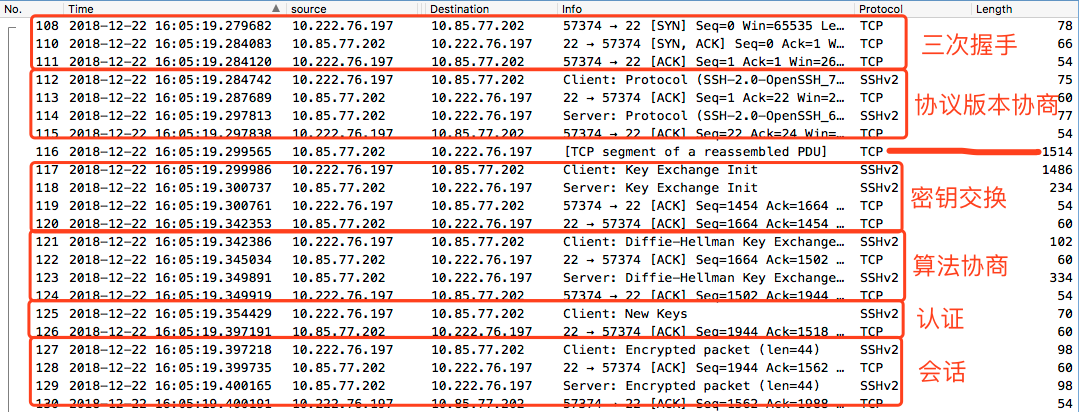 No. Time source Destination Info Protocol Length
108 2018-12-22 16:05:19.279682 10.222.76.197 10.85.77.202 57374 → 22 [SYN] Seq=0 Win=65535 Le… TCP 78
110 2018-12-22 16:05:19.284083 10.85.77.202 10.222.76.197 22 → 57374 [SYN, ACK] Seq=0 Ack=1 W… TCP 66
三次握手
111 2018-12-22 16:05:19.284120 10.222.76.197 10.85.77.202 57374 → 22 [ACK] Seq=1 Ack=1 Win=26… TCP 54
112 2018-12-22 16:05:19.284742 10.222.76.197 10.85.77.202 Client: Protocol (SSH-2.0-OpenSSH_7… SSHv2 75
113 2018-12-22 16:05:19.287689 10.85.77.202 10.222.76.197 22 → 57374 [ACK] Seq=1 Ack=22 Win=2… TCP 60
协议版本协商
114 2018-12-22 16:05:19.297813 10.85.77.202 10.222.76.197 Server: Protocol (SSH-2.0-OpenSSH_6… SSHv2 77
115 2018-12-22 16:05:19.297838 10.222.76.197 10.85.77.202 57374 → 22 [ACK] Seq=22 Ack=24 Win=… TCP 54
116 2018-12-22 16:05:19.299565 10.85.77.202 10.222.76.197 [TCP segment of a reassembled PDU] TCP 1514
117 2018-12-22 16:05:19.299986 10.222.76.197 10.85.77.202 Client: Key Exchange Init SSHv2 1486
118 2018-12-22 16:05:19.300737 10.85.77.202 10.222.76.197 Server: Key Exchange Init SSHv2 234
密钥交换
119 2018-12-22 16:05:19.300751 10.222.76.197 10.85.77.202 57374 → 22 [ACK] Seq=1454 Ack=1664 … TCP 54
120 2018-12-22 16:05:19.342353 10.85.77.202 10.222.76.197 22 → 57374 [ACK] Seq=1664 Ack=1454 … TCP 60
121 2018-12-22 16:05:19.342386 10.222.76.197 10.85.77.202 Client: Diffie-Hellman Key Exchange… SSHv2 102
122 2018-12-22 16:05:19.345034 10.85.77.202 10.222.76.197 22 → 57374 [ACK] Seq=1664 Ack=1502 … TCP 60
算法协商
123 2018-12-22 16:05:19.349891 10.85.77.202 10.222.76.197 Server: Diffie-Hellman Key Exchange… SSHv2 334
124 2018-12-22 16:05:19.349919 10.222.76.197 10.85.77.202 57374 → 22 [ACK] Seq=1502 Ack=1944 … TCP 54
125 2018-12-22 16:05:19.354429 10.222.76.197 10.85.77.202 Client: New Keys SSHv2 70
认证
126 2018-12-22 16:05:19.397191 10.85.77.202 10.222.76.197 22 → 57374 [ACK] Seq=1944 Ack=1518 … TCP 60
127 2018-12-22 16:05:19.397218 10.222.76.197 10.85.77.202 Client: Encrypted packet (len=44) SSHv2 98
128 2018-12-22 16:05:19.399735 10.85.77.202 10.222.76.197 22 → 57374 [ACK] Seq=1944 Ack=1562 … TCP 60
会话
129 2018-12-22 16:05:19.400165 10.85.77.202 10.222.76.197 Server: Encrypted packet (len=44) SSHv2 98
130 2018-12-22 16:05:19.400191 10.222.76.197 10.85.77.202 57374 → 22 [ACK] Seq=1562 Ack=1988 … TCP 54